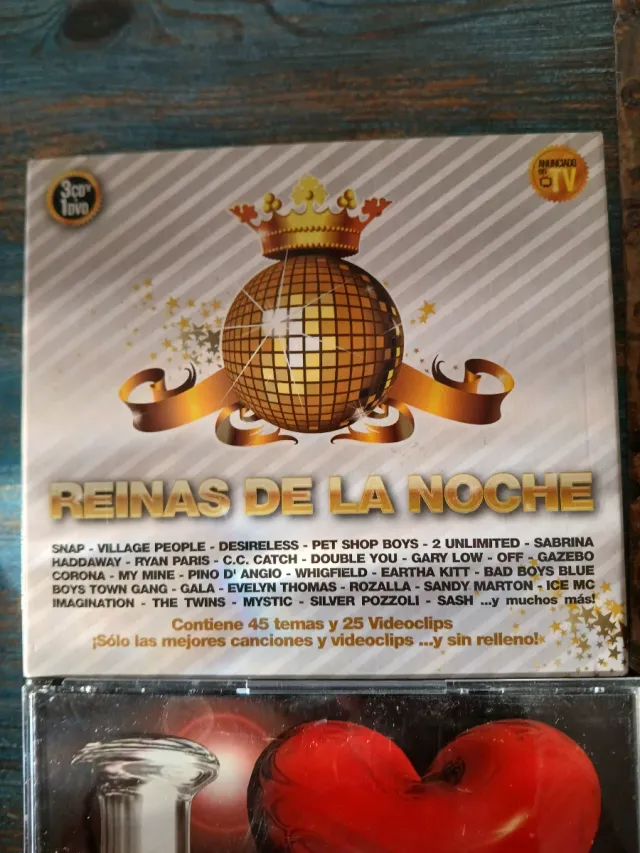 3CD's
+
1DVD
ANUNCIADO
EN
TV
REINAS DE LA NOCHE
SNAP - VILLAGE PEOPLE - DESIRELESS - PET SHOP BOYS - 2 UNLIMITED - SABRINA
HADDAWAY - RYAN PARIS - C.C. CATCH - DOUBLE YOU - GARY LOW - OFF - GAZEBO
CORONA - MY MINE - PINO D' ANGIO - WHIGFIELD - EARTHA KITT - BAD BOYS BLUE
BOYS TOWN GANG - GALA - EVELYN THOMAS - ROZALLA - SANDY MARTON - ICE MC
IMAGINATION - THE TWINS - MYSTIC - SILVER POZZOLI - SASH ...y muchos más!
Contiene 45 temas y 25 Videoclips
¡Sólo las mejores canciones y videoclips ...y sin relleno!
I